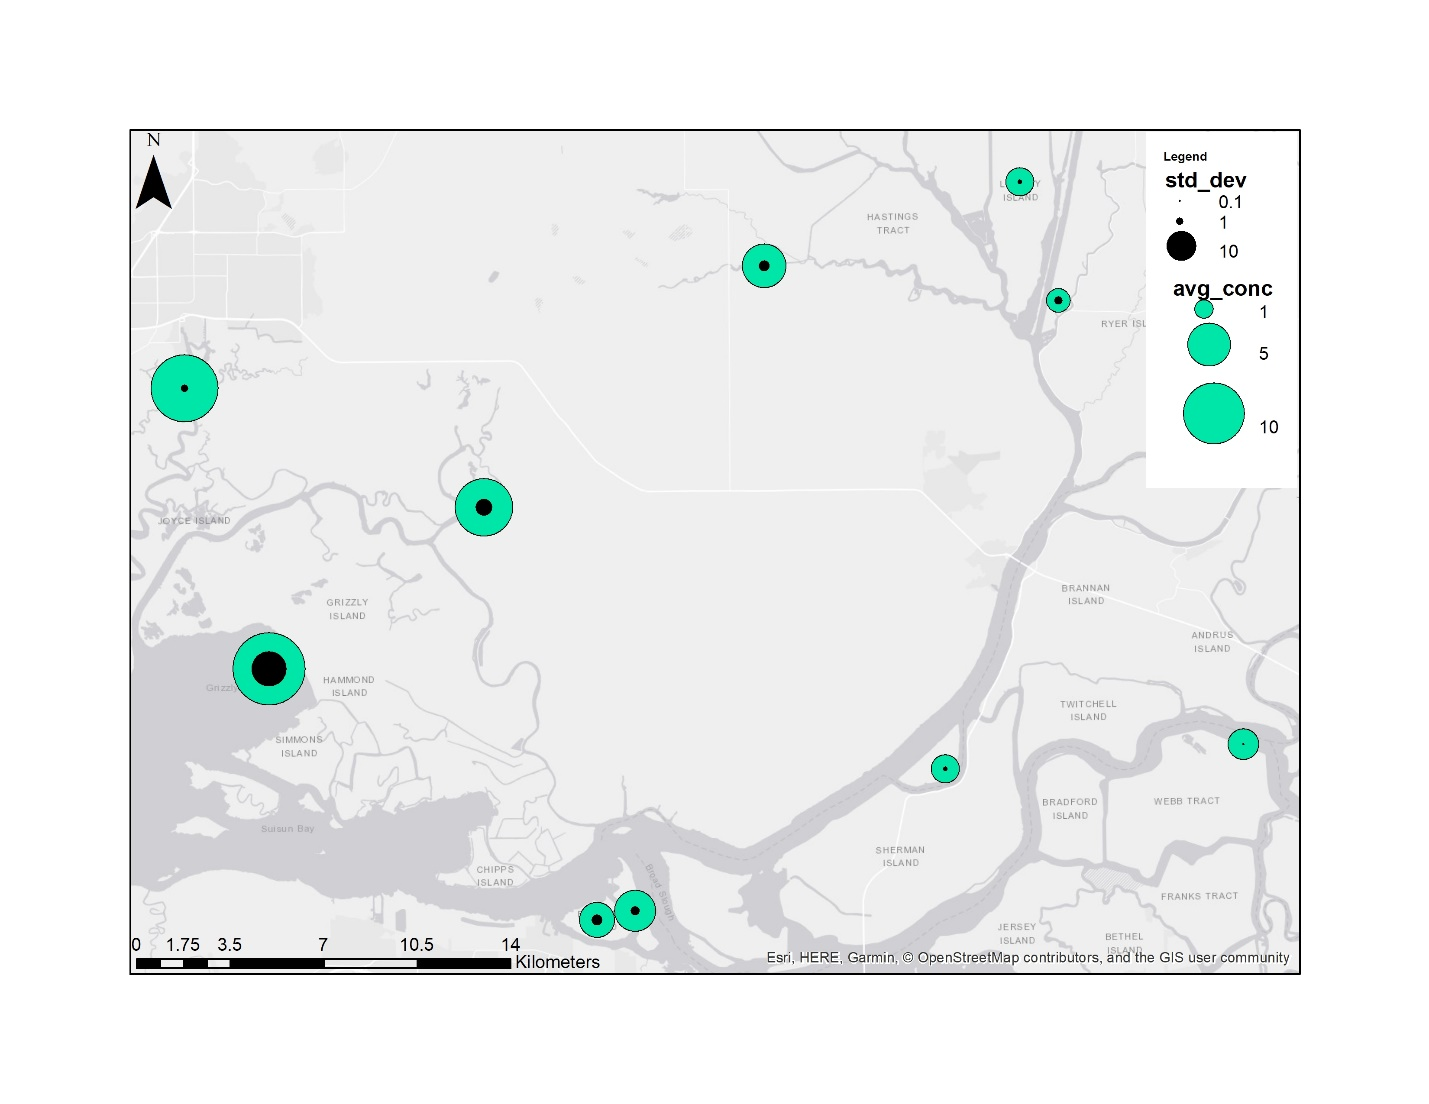 N
Legend
std_dev
0.1
1
10
avg_conc
1
5
10
ISLAND
HASTINGS
TRACT
RYER ISL
JOYCE ISLAND
GRIZZLY
ISLAND
BRANNAN
ISLAND
ANDRUS
ISLAND
Grizzly
HAMMOND
ISLAND
TWITCHELL
ISLAND
SIMMONS
ISLAND
BRADFORD
ISLAND
WEBB TRACT
Suisun Bay
SHERMAN
ISLAND
CHIPPS
ISLAND
Broad Slough
FRANKS TRACT
JERSEY
ISLAND
BETHEL
ISLAND
0 1.75 3.5 7 10.5 14
Kilometers
Esri, HERE, Garmin, © OpenStreetMap contributors, and the GIS user community